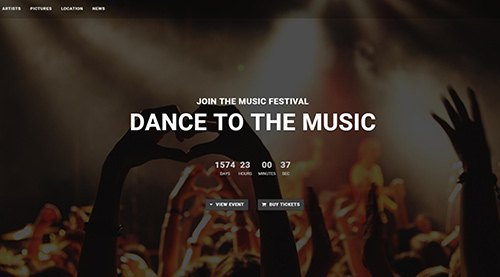 ARTISTS PICTURES LOCATION NEWS
JOIN THE MUSIC FESTIVAL
DANCE TO THE MUSIC
1574 23 00 37
DAYS HOURS MINUTES SEC
VIEW EVENT BUY TICKETS